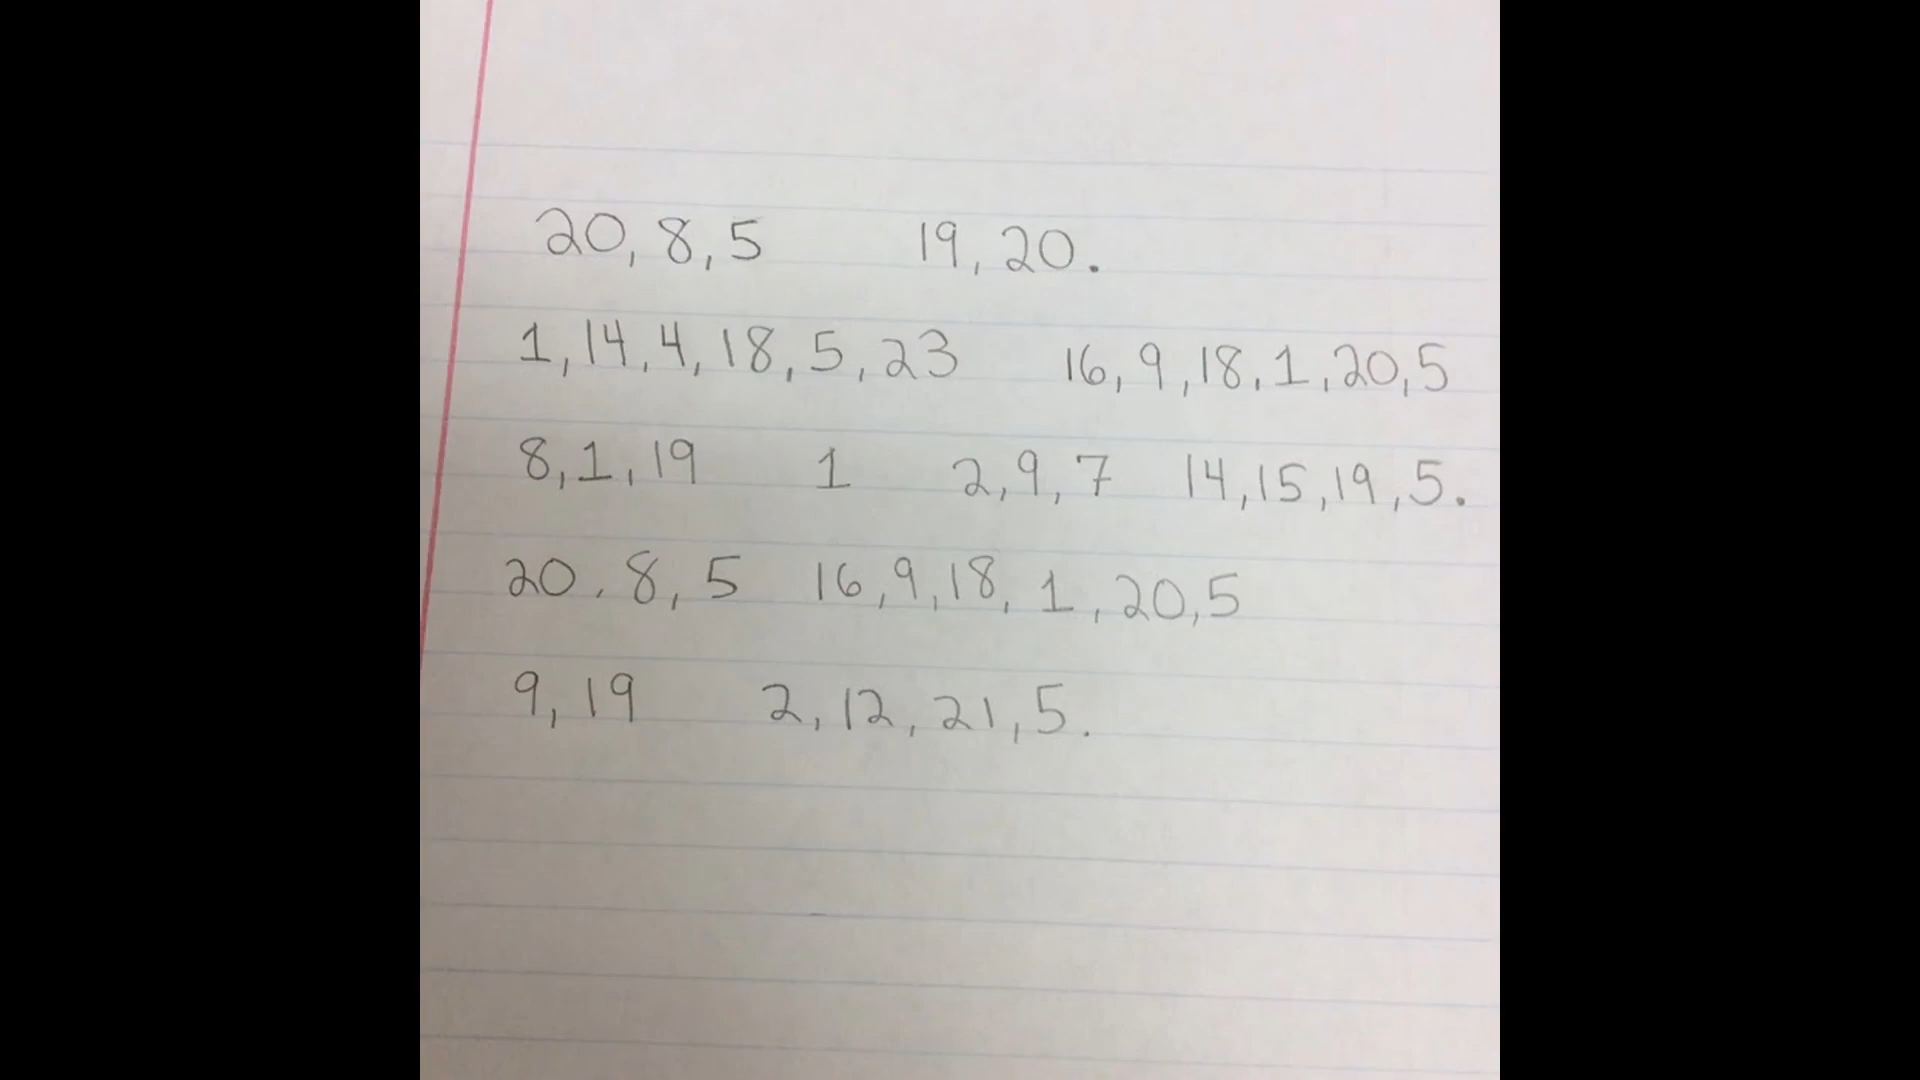 20, 8, 5 19, 20.
1, 14, 4, 18, 5, 23 16, 9, 18, 1, 20, 5
8, 1, 19 1 2, 9, 7 14, 15, 19, 5.
20, 8, 5 16, 9, 18, 1, 20, 5
9, 19 2, 12, 21, 5.